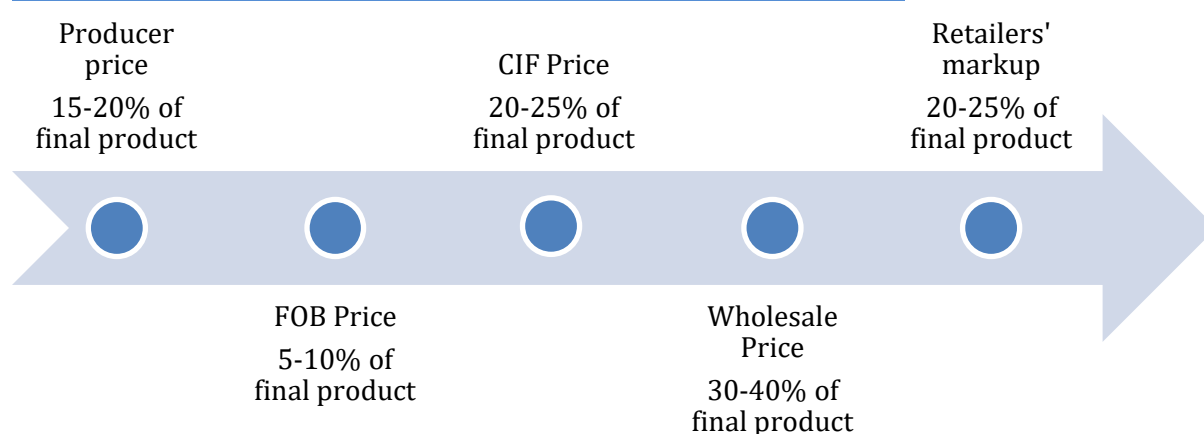 Producer
price
15-20% of
final product
FOB Price
5-10% of
final product
CIF Price
20-25% of
final product
Wholesale
Price
30-40% of
final product
Retailers'
markup
20-25% of
final product